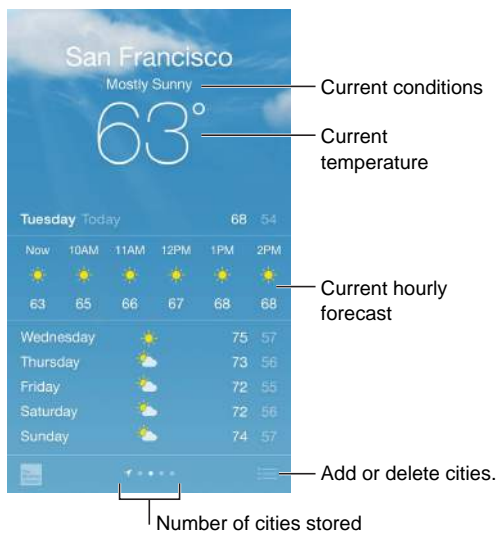 San Francisco
Mostly Sunny
63°
Current conditions
Current
temperature
Tuesday Today 68 54
Now 10AM 11AM 12PM 1PM 2PM
63 65 66 67 68 68
Current hourly
forecast
Wednesday 75 57
Thursday 73 56
Friday 72 55
Saturday 72 56
Sunday 74 57
Add or delete cities.
Number of cities stored